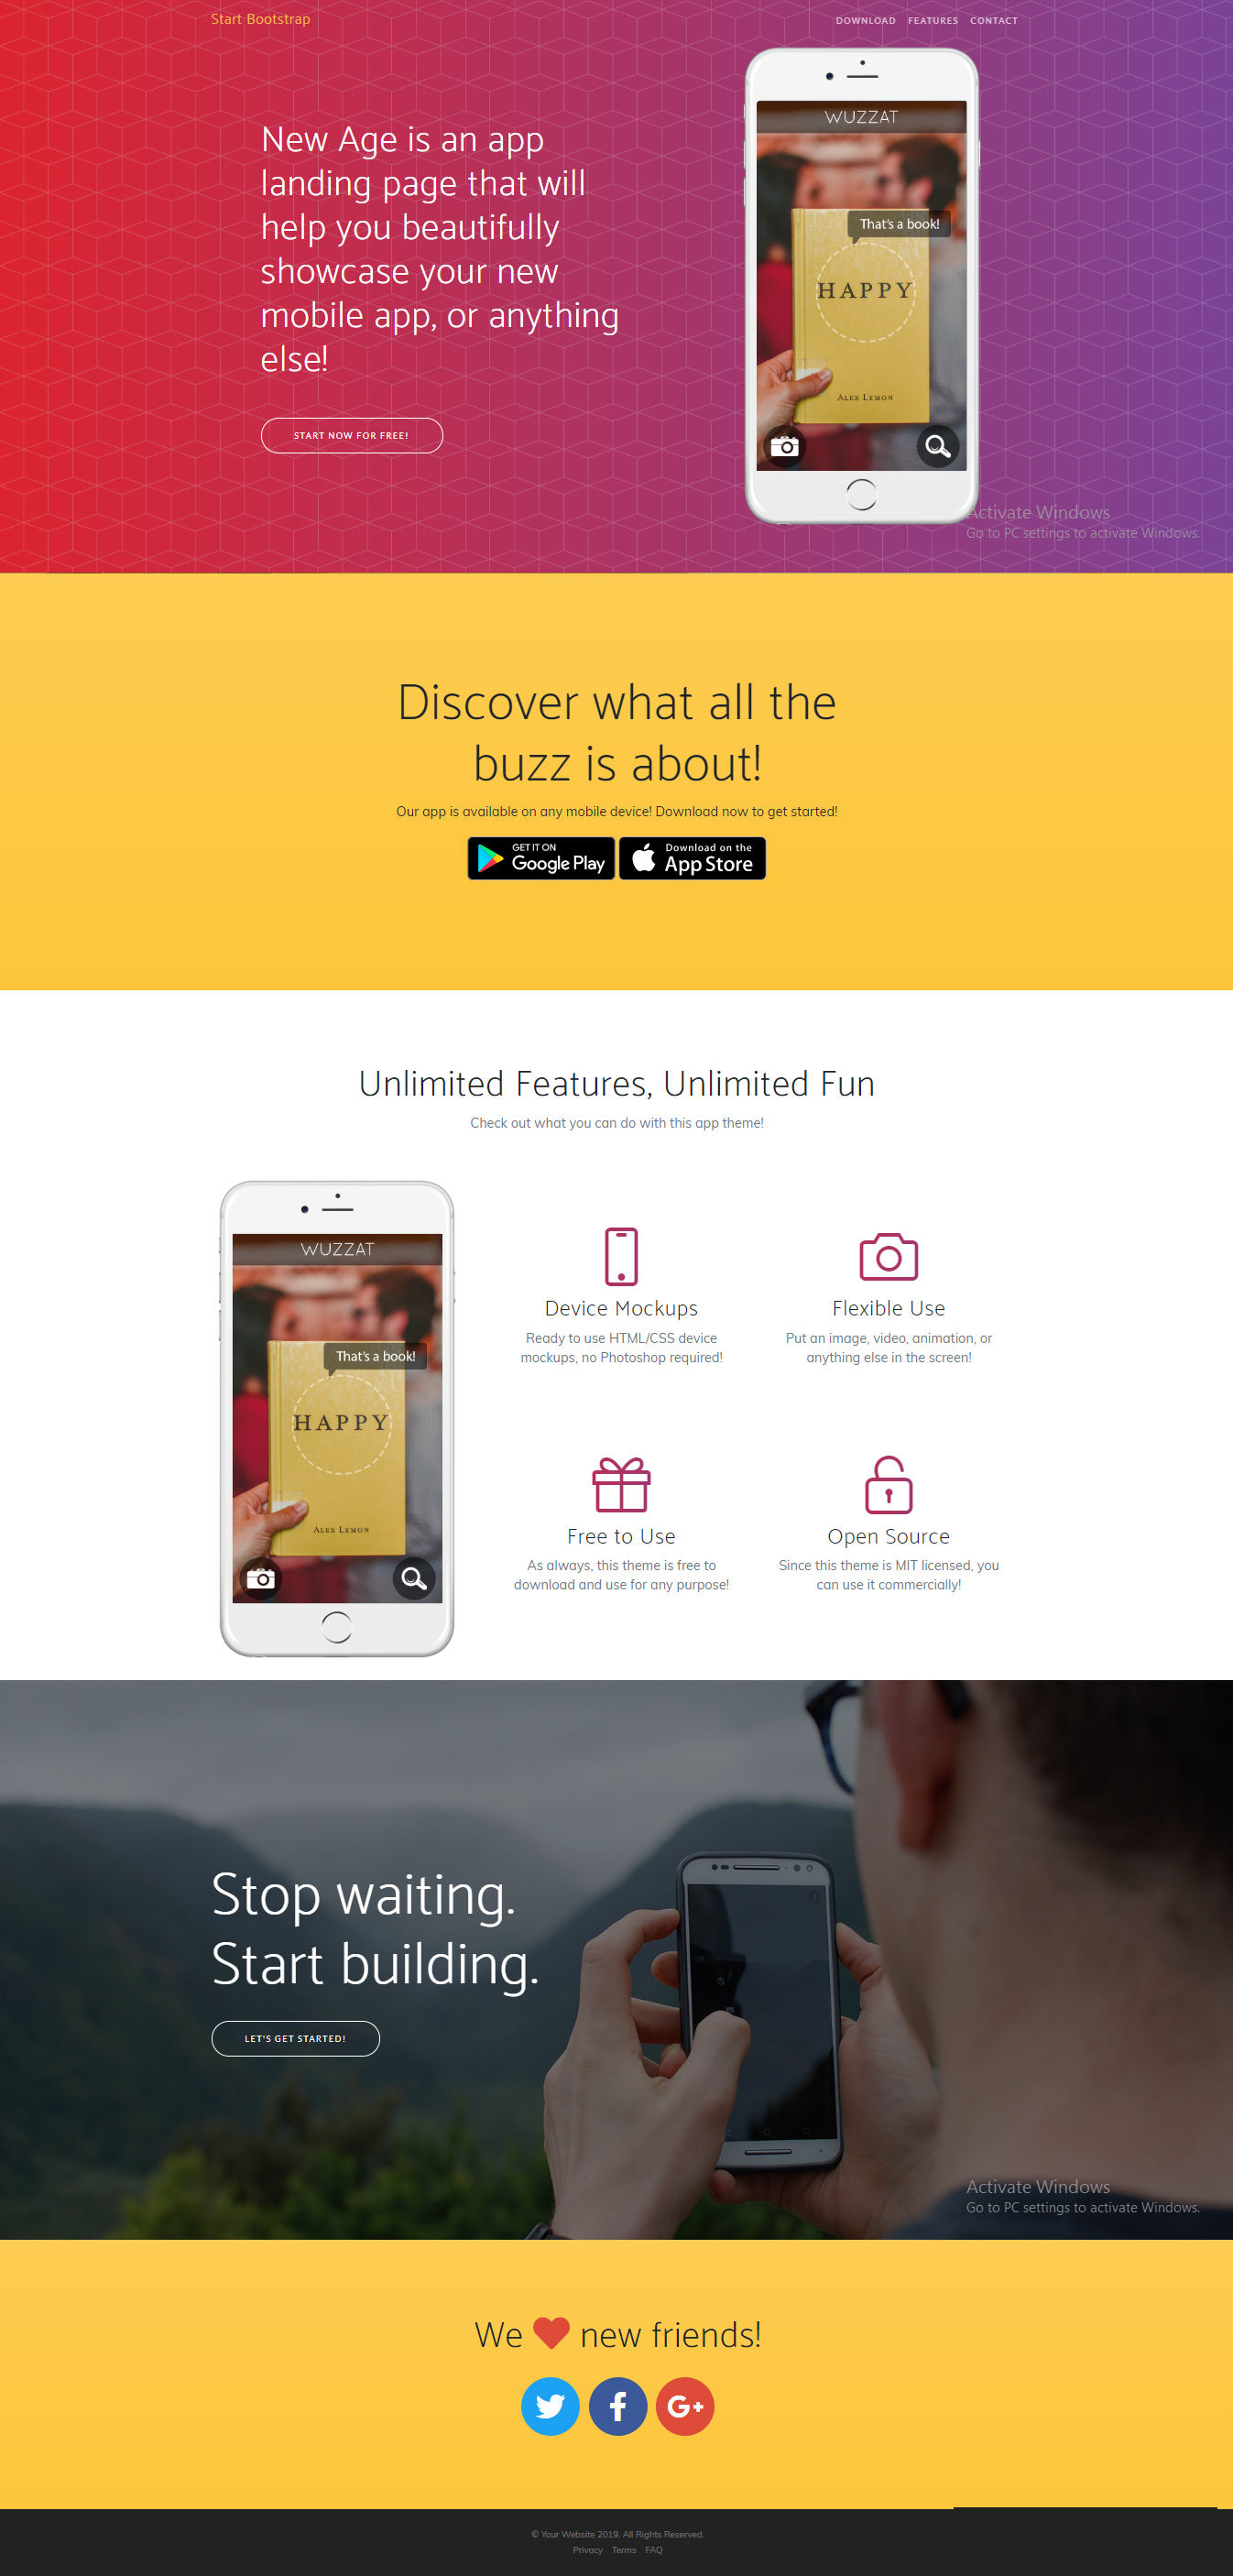 Start Bootstrap
DOWNLOAD FEATURES CONTACT
New Age is an app
landing page that will
help you beautifully
showcase your new
mobile app, or anything
else!
START NOW FOR FREE!
WUZZAT
That's a book!
HAPPY
ALEX LEMON
Activate Windows
Go to PC settings to activate Windows.
Discover what all the
buzz is about!
Our app is available on any mobile device! Download now to get started!
GET IT ON
Google Play
Download on the
App Store
Unlimited Features, Unlimited Fun
Check out what you can do with this app theme!
WUZZAT
That's a book!
HAPPY
ALEX LEMON
Device Mockups
Ready to use HTML/CSS device
mockups, no Photoshop required!
Flexible Use
Put an image, video, animation, or
anything else in the screen!
Free to Use
As always, this theme is free to
download and use for any purpose!
Open Source
Since this theme is MIT licensed, you
can use it commercially!
Stop waiting.
Start building.
LET'S GET STARTED!
Activate Windows
Go to PC settings to activate Windows.
We new friends!
G+
© Your Website 2019. All Rights Reserved.
Privacy Terms FAQ